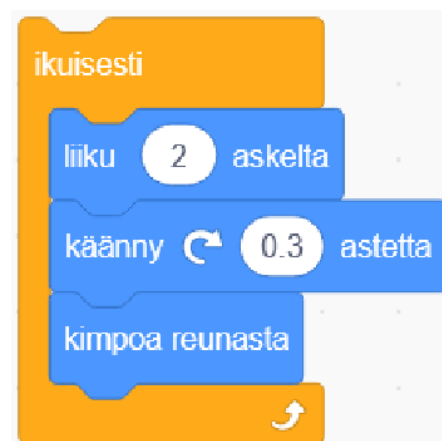 ikuisesti
liiku 2 askelta
käänny 0.3 astetta
kimpoa reunasta